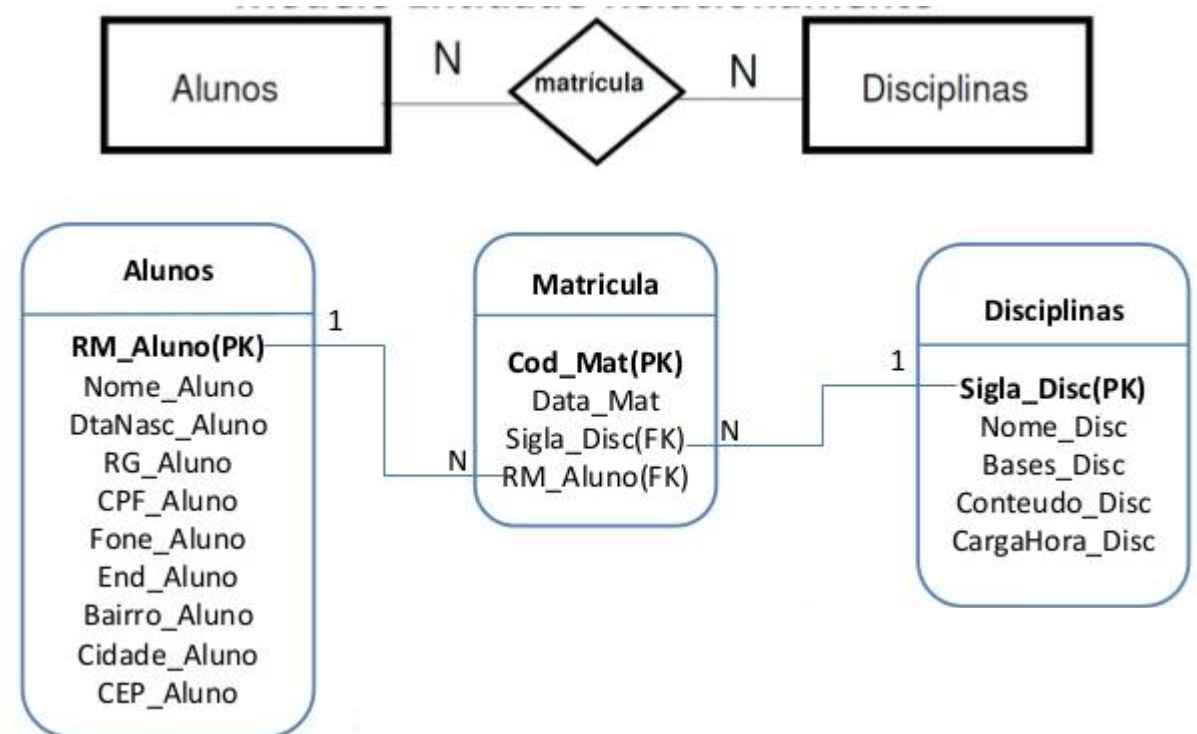 Alunos
N
matrícula
N
Disciplinas
Alunos
RM_Aluno(PK)
Nome_Aluno
DtaNasc_Aluno
RG_Aluno
CPF_Aluno
Fone_Aluno
End_Aluno
Bairro_Aluno
Cidade_Aluno
CEP_Aluno
1
N
Matricula
Cod_Mat(PK)
Data_Mat
Sigla_Disc(FK)
RM_Aluno(FK)
N
1
Disciplinas
Sigla_Disc(PK)
Nome_Disc
Bases_Disc
Conteudo_Disc
CargaHora_Disc